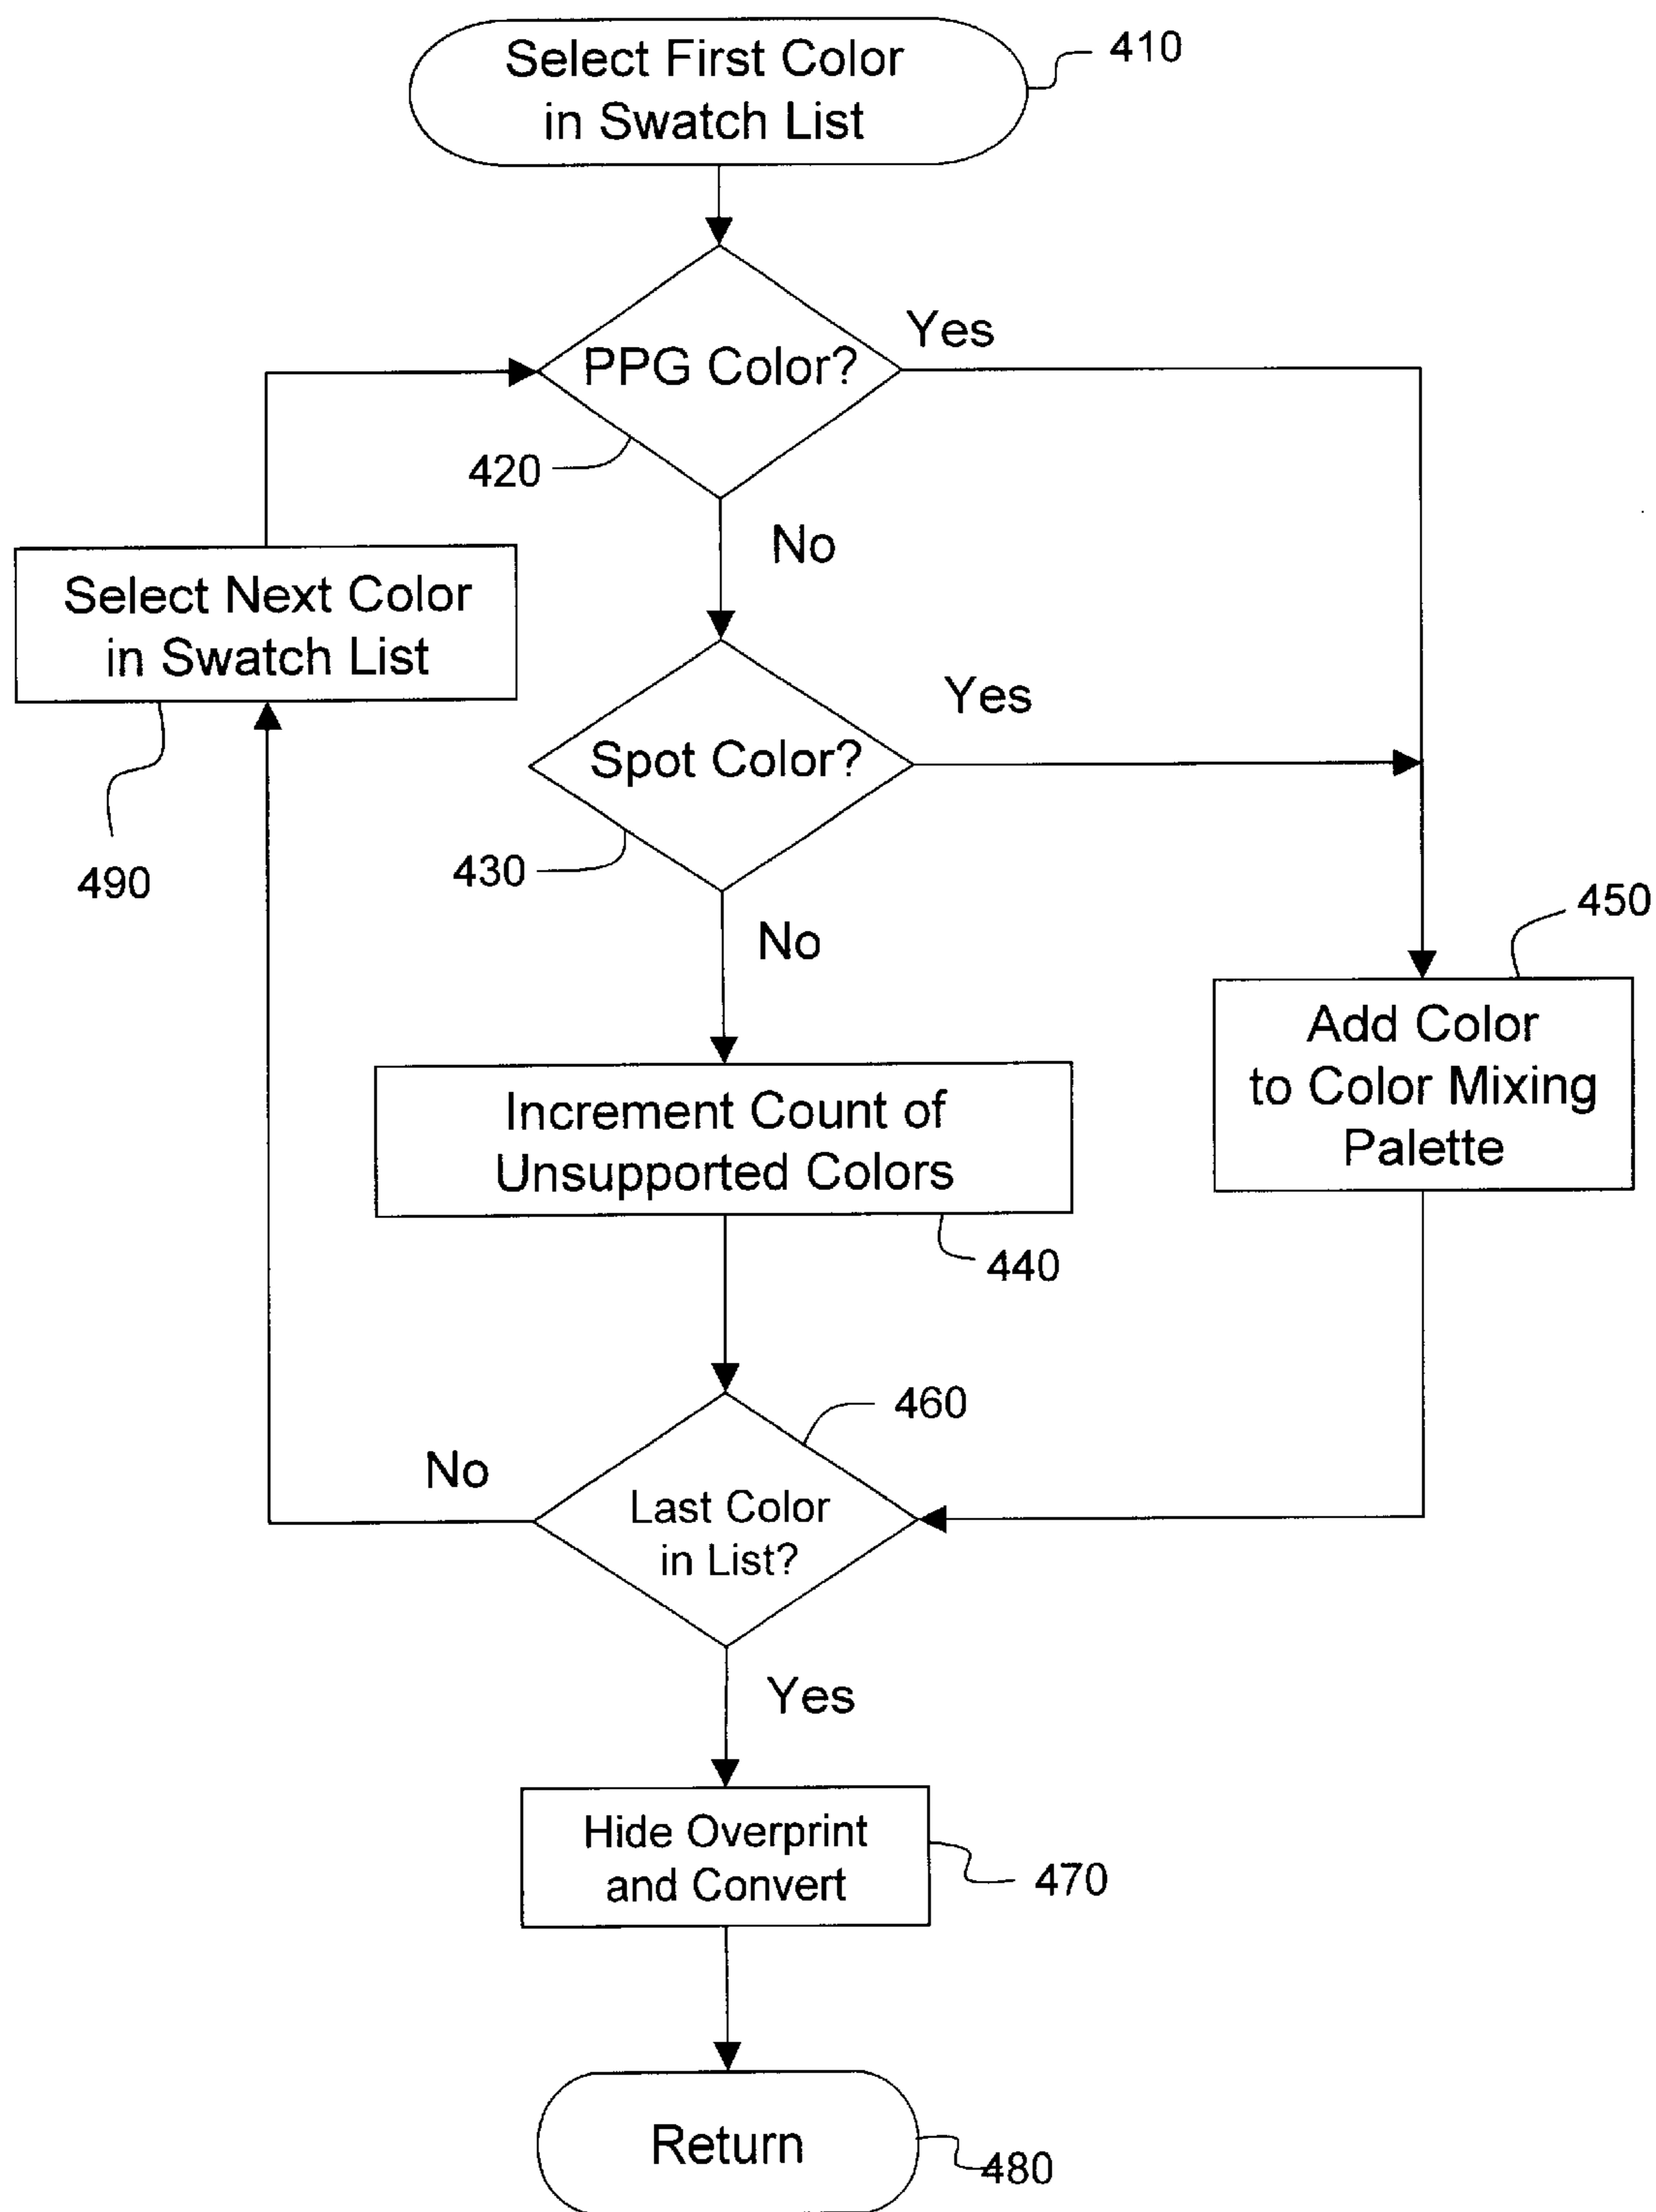 Select First Color
in Swatch List
410
PPG Color?
Yes
420
No
Select Next Color
in Swatch List
490
Spot Color?
Yes
430
No
450
Add Color
to Color Mixing
Palette
Increment Count of
Unsupported Colors
440
460
No
Last Color
in List?
Yes
Hide Overprint
and Convert
470
Return
480